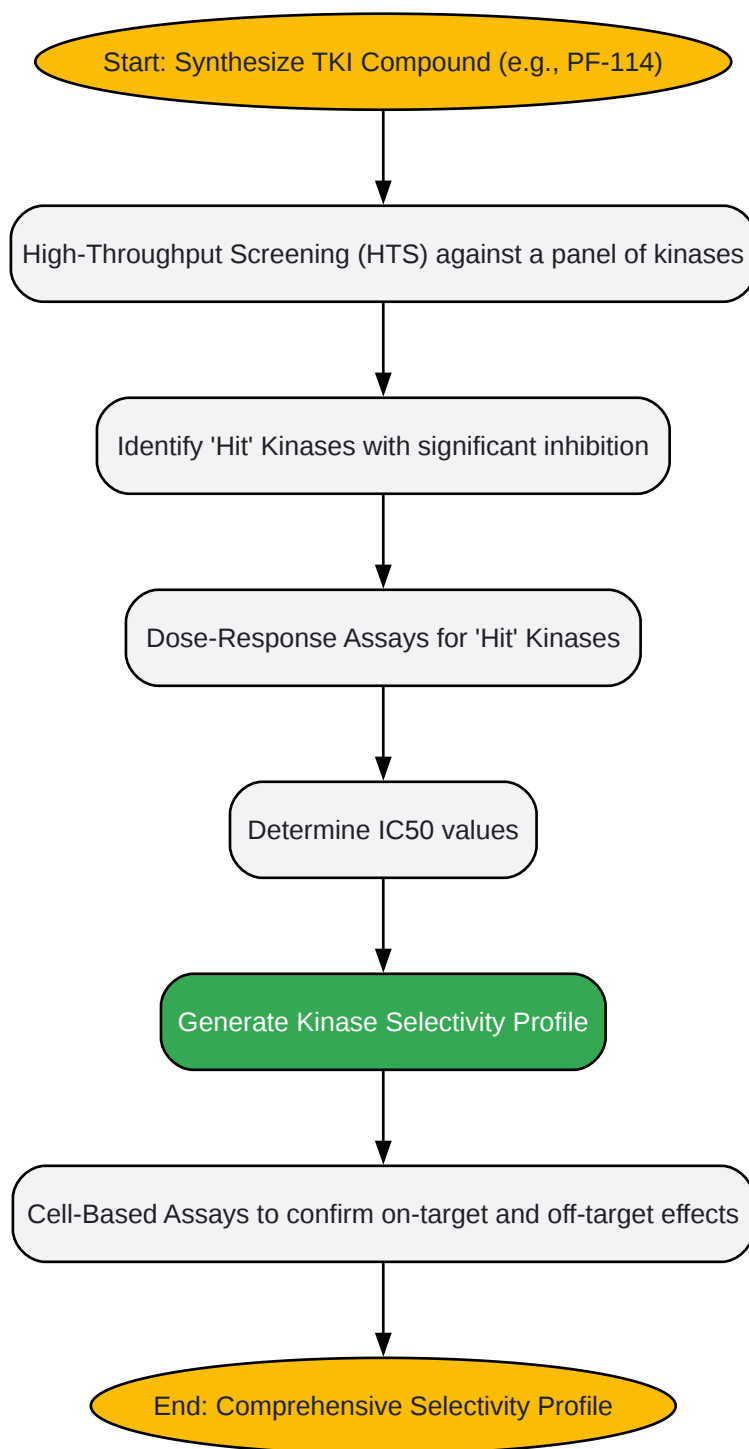 Start: Synthesize TKI Compound (e.g., PF-114)
High-Throughput Screening (HTS) against a panel of kinases
Identify 'Hit' Kinases with significant inhibition
Dose-Response Assays for 'Hit' Kinases
Determine IC50 values
Generate Kinase Selectivity Profile
Cell-Based Assays to confirm on-target and off-target effects
End: Comprehensive Selectivity Profile